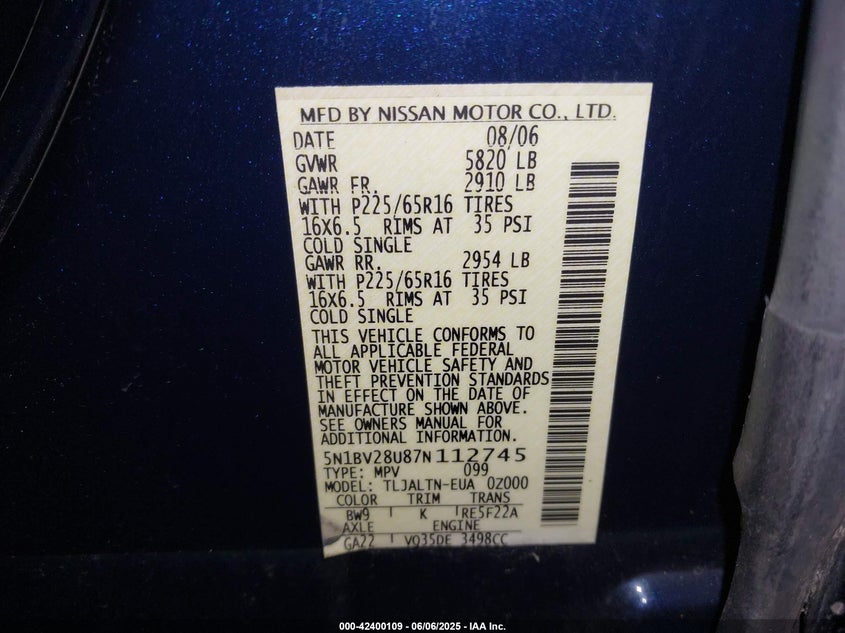 MFD BY NISSAN MOTOR CO., LTD.
DATE 08/06
GVWR 5820 LB
GAWR FR. 2910 LB
WITH P225/65R16 TIRES
16X6.5 RIMS AT 35 PSI
COLD SINGLE
GAWR RR. 2954 LB
WITH P225/65R16 TIRES
16X6.5 RIMS AT 35 PSI
COLD SINGLE
THIS VEHICLE CONFORMS TO
ALL APPLICABLE FEDERAL
MOTOR VEHICLE SAFETY AND
THEFT PREVENTION STANDARDS
IN EFFECT ON THE DATE OF
MANUFACTURE SHOWN ABOVE.
SEE OWNERS MANUAL FOR
ADDITIONAL INFORMATION.
5N1BV28U87N112745
TYPE: MPV 099
MODEL: TLJALTN-EUA 0Z000
COLOR TRIM TRANS
BW9 K RE5F22A
AXLE ENGINE
GA22 VQ35DE 3498CC
000-42400109 - 06/06/2025 - IAA Inc.